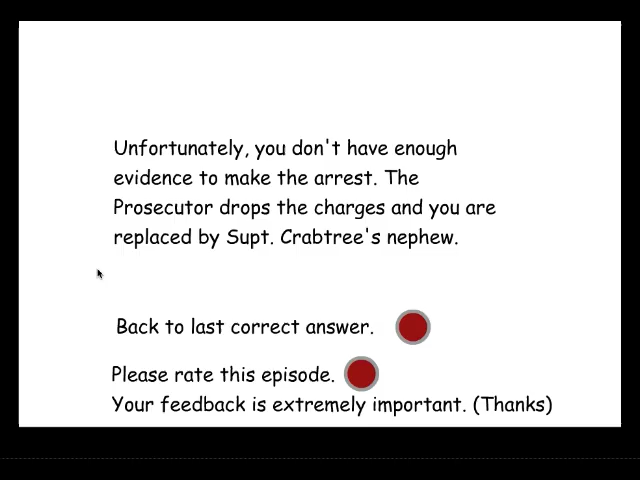 Unfortunately, you don't have enough
evidence to make the arrest. The
Prosecutor drops the charges and you are
replaced by Supt. Crabtree's nephew.
Back to last correct answer.
Please rate this episode.
Your feedback is extremely important. (Thanks)